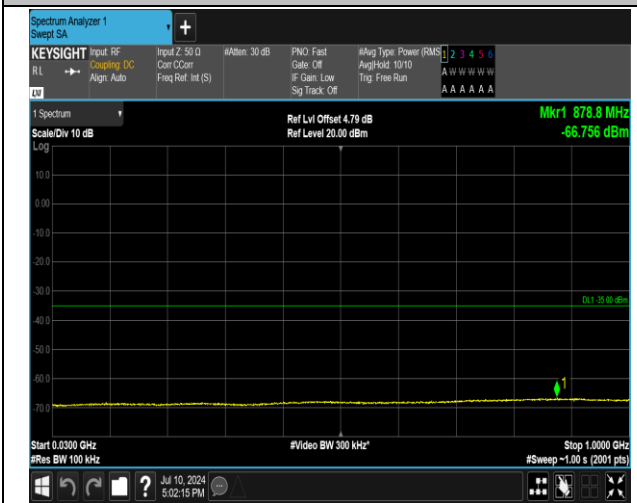 Spectrum Analyzer 1
Swept SA
+
KEYSIGHT
RL
LXI
Input: RF
Coupling: DC
Align: Auto
Input Z: 50 Ω
Corr CCorr
Freq Ref: Int (S)
#Atten: 30 dB
PNO: Fast
Gate: Off
IF Gain: Low
Sig Track: Off
#Avg Type: Power (RMS
Avg|Hold: 10/10
Trig: Free Run
1 2 3 4 5 6
A W W W W W
A A A A A A
1 Spectrum
Scale/Div 10 dB
Log
Ref Lvl Offset 4.79 dB
Ref Level 20.00 dBm
Mkr1 878.8 MHz
-66.756 dBm
10.0
0.00
-10.0
-20.0
-30.0
DL1 -35.00 dBm
-40.0
-50.0
-60.0
1
-70.0
Start 0.0300 GHz
#Res BW 100 kHz
#Video BW 300 kHz*
Stop 1.0000 GHz
#Sweep ~1.00 s (2001 pts)
?
Jul 10, 2024
5:02:15 PM